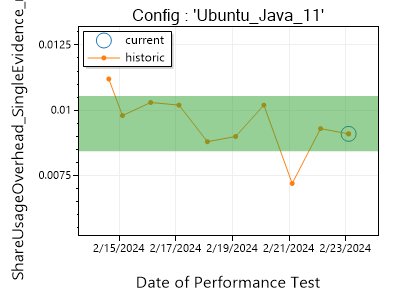 Config : 'Ubuntu_Java_11'
current
historic
0.0125
0.01
0.0075
ShareUsageOverhead_SingleEvidence_
2/15/2024 2/17/2024 2/19/2024 2/21/2024 2/23/2024
Date of Performance Test